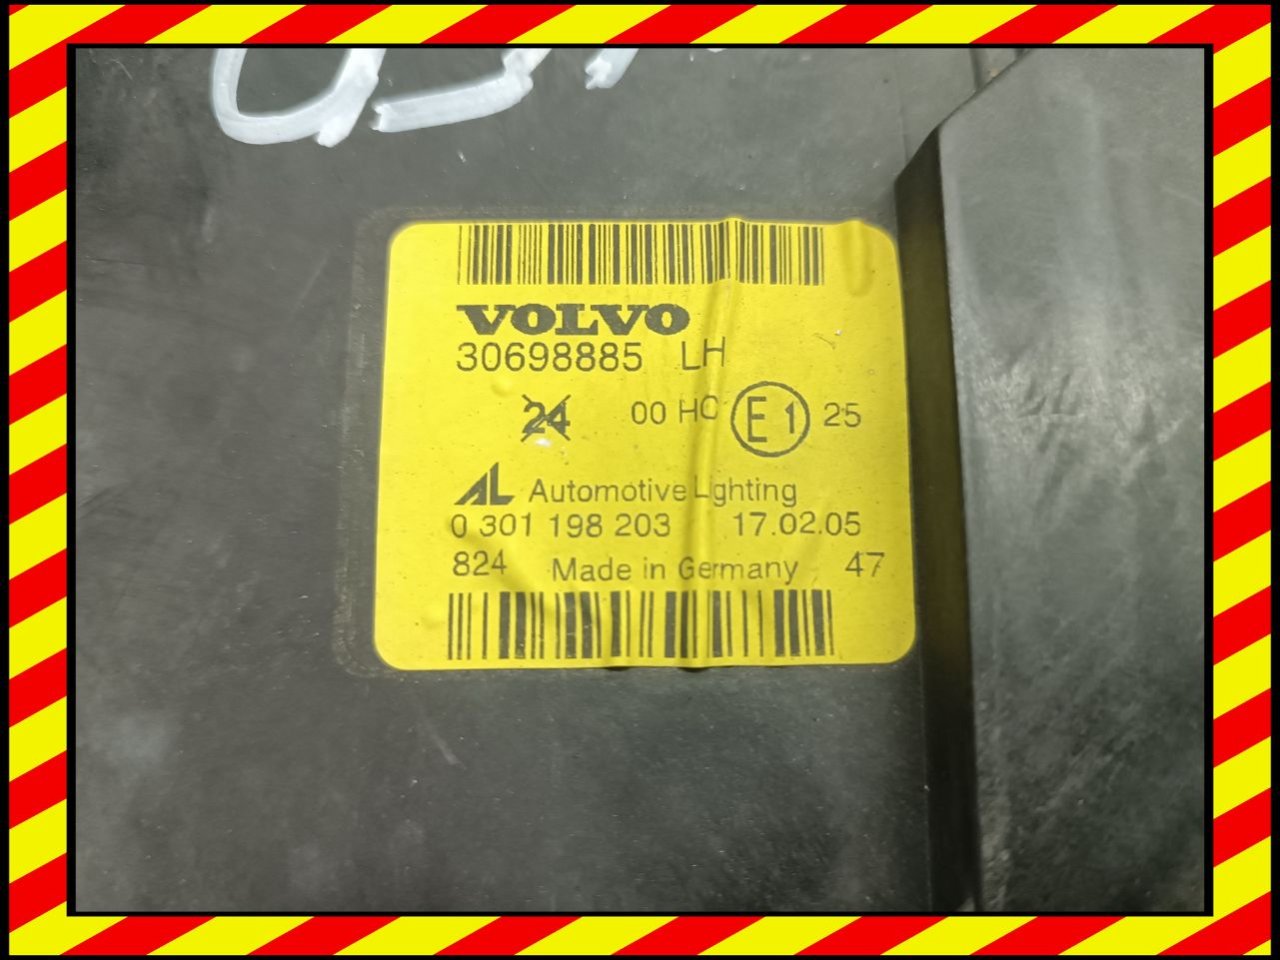 VOLVO
30698885 LH
24 00 HC E1 25
AL Automotive Lighting
0 301 198 203 17.02.05
824 Made in Germany 47